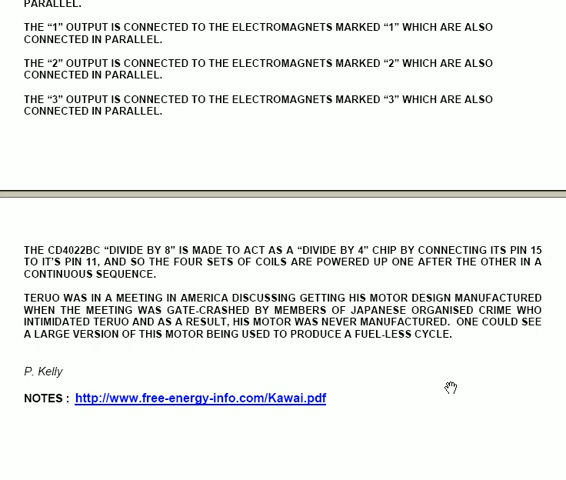 PARALLEL.
THE “1” OUTPUT IS CONNECTED TO THE ELECTROMAGNETS MARKED “1” WHICH ARE ALSO
CONNECTED IN PARALLEL.
THE “2” OUTPUT IS CONNECTED TO THE ELECTROMAGNETS MARKED “2” WHICH ARE ALSO
CONNECTED IN PARALLEL.
THE “3” OUTPUT IS CONNECTED TO THE ELECTROMAGNETS MARKED “3” WHICH ARE ALSO
CONNECTED IN PARALLEL.
THE CD4022BC “DIVIDE BY 8” IS MADE TO ACT AS A “DIVIDE BY 4” CHIP BY CONNECTING ITS PIN 15
TO IT’S PIN 11, AND SO THE FOUR SETS OF COILS ARE POWERED UP ONE AFTER THE OTHER IN A
CONTINUOUS SEQUENCE.
TERUO WAS IN A MEETING IN AMERICA DISCUSSING GETTING HIS MOTOR DESIGN MANUFACTURED
WHEN THE MEETING WAS GATE-CRASHED BY MEMBERS OF JAPANESE ORGANISED CRIME WHO
INTIMIDATED TERUO AND AS A RESULT, HIS MOTOR WAS NEVER MANUFACTURED. ONE COULD SEE
A LARGE VERSION OF THIS MOTOR BEING USED TO PRODUCE A FUEL-LESS CYCLE.
P. Kelly
NOTES : http://www.free-energy-info.com/Kawai.pdf